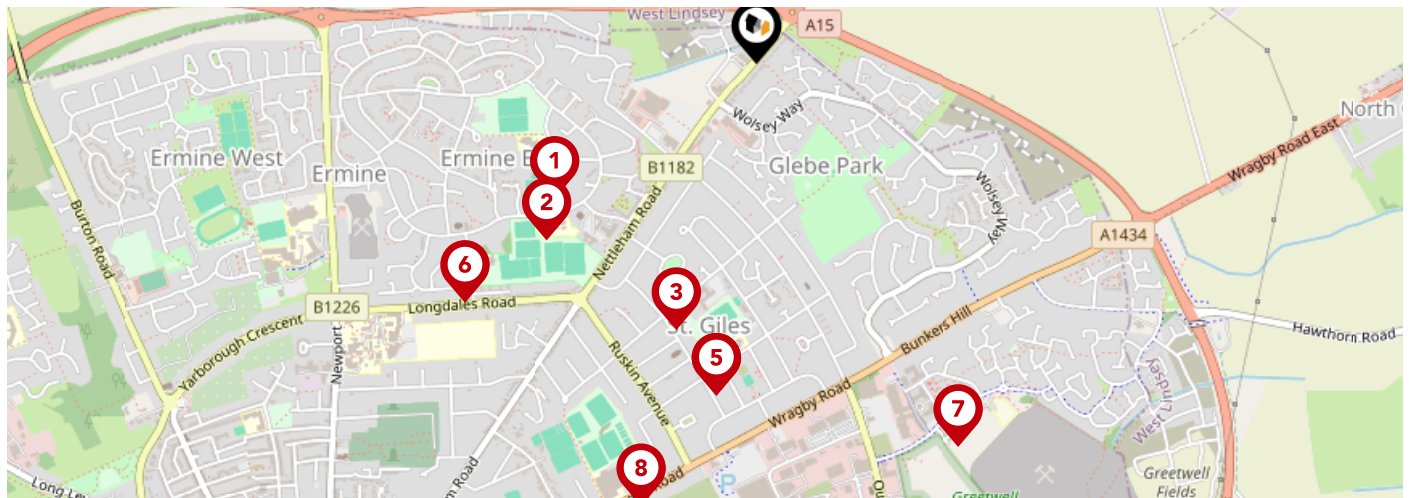 West Lindsey
A15
North
Wolsey Way
Wragby Road East
Ermine West
Ermine E
1
B1182
Glebe Park
Ermine
2
Wolsey Way
Burton Road
Nettleham Road
A1434
6
3
B1226
Longdales Road
St. Giles
Hawthorn Road
Bunkers Hill
Yarborough Crescent
Newport
Ruskin Avenue
5
Wragby Road
7
West Lindsey
8
Road
m Road
Long Le
P
Greetwell
Fields
Greetwell